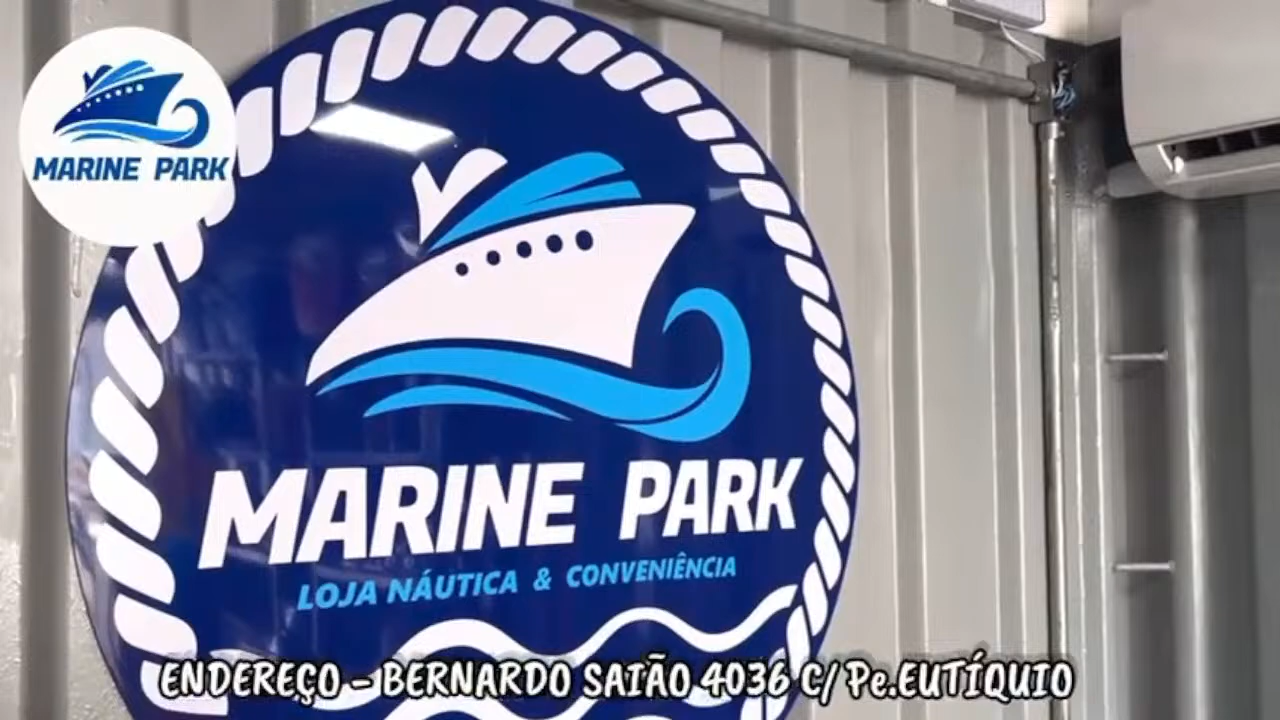 MARINE PARK
MARINE PARK
LOJA NÁUTICA & CONVENIÊNCIA
ENDEREÇO - BERNARDO SAIÃO 4036 C/ Pe.EUTÍQUIO